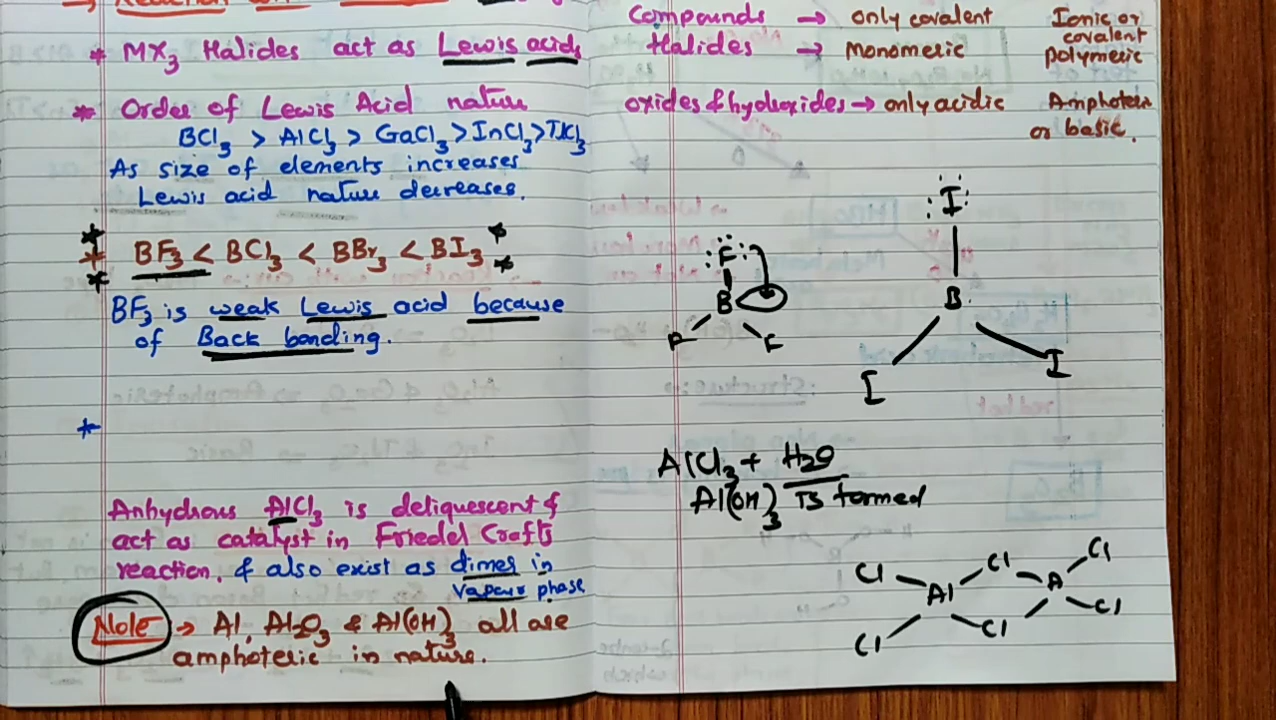 * MX3 Halides act as Lewis acids
* Order of Lewis Acid nature
BCl3 > AlCl3 > GaCl3 > InCl3 > TlCl3
As size of elements increases
Lewis acid nature decreases.
* BF3 < BCl3 < BBr3 < BI3 *
BF3 is weak Lewis acid because
of Back bonding.
*
Anhydrous AlCl3 is deliquescent &
act as catalyst in Friedel Crafts
reaction, & also exist as dimes in
Vapour phase
Note → Al, Al2O3 & Al(OH)3 all are
amphoteric in nature.
Compounds → only covalent Ionic or
covalent
Halides → monomeric polymeric
oxides & hydroxides → only acidic Amphoteric
or basic.
:F:
B
F F
:I:
B
I I
AlCl3 + H2O
Al(OH)3 is formed
Cl Cl Cl
Al A
Cl Cl Cl